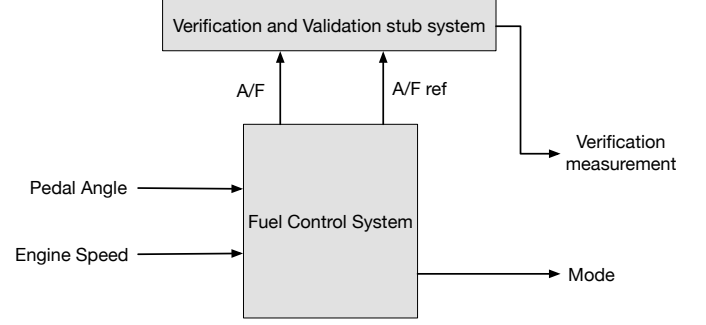 Verification and Validation stub system
A/F
A/F ref
Verification
measurement
Pedal Angle
Fuel Control System
Engine Speed
Mode